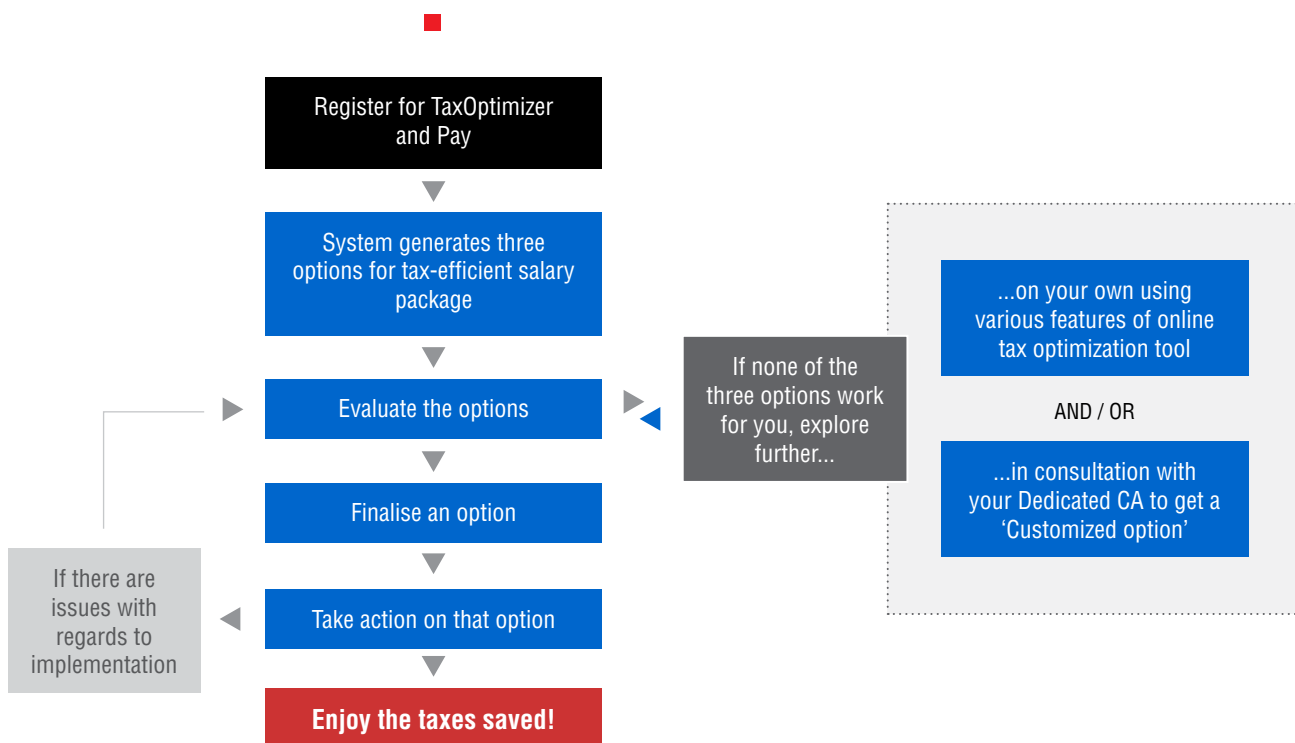 Register for TaxOptimizer
and Pay
System generates three
options for tax-efficient salary
package
Evaluate the options
If none of the
three options work
for you, explore
further...
...on your own using
various features of online
tax optimization tool
AND / OR
...in consultation with
your Dedicated CA to get a
‘Customized option’
Finalise an option
Take action on that option
If there are
issues with
regards to
implementation
Enjoy the taxes saved!